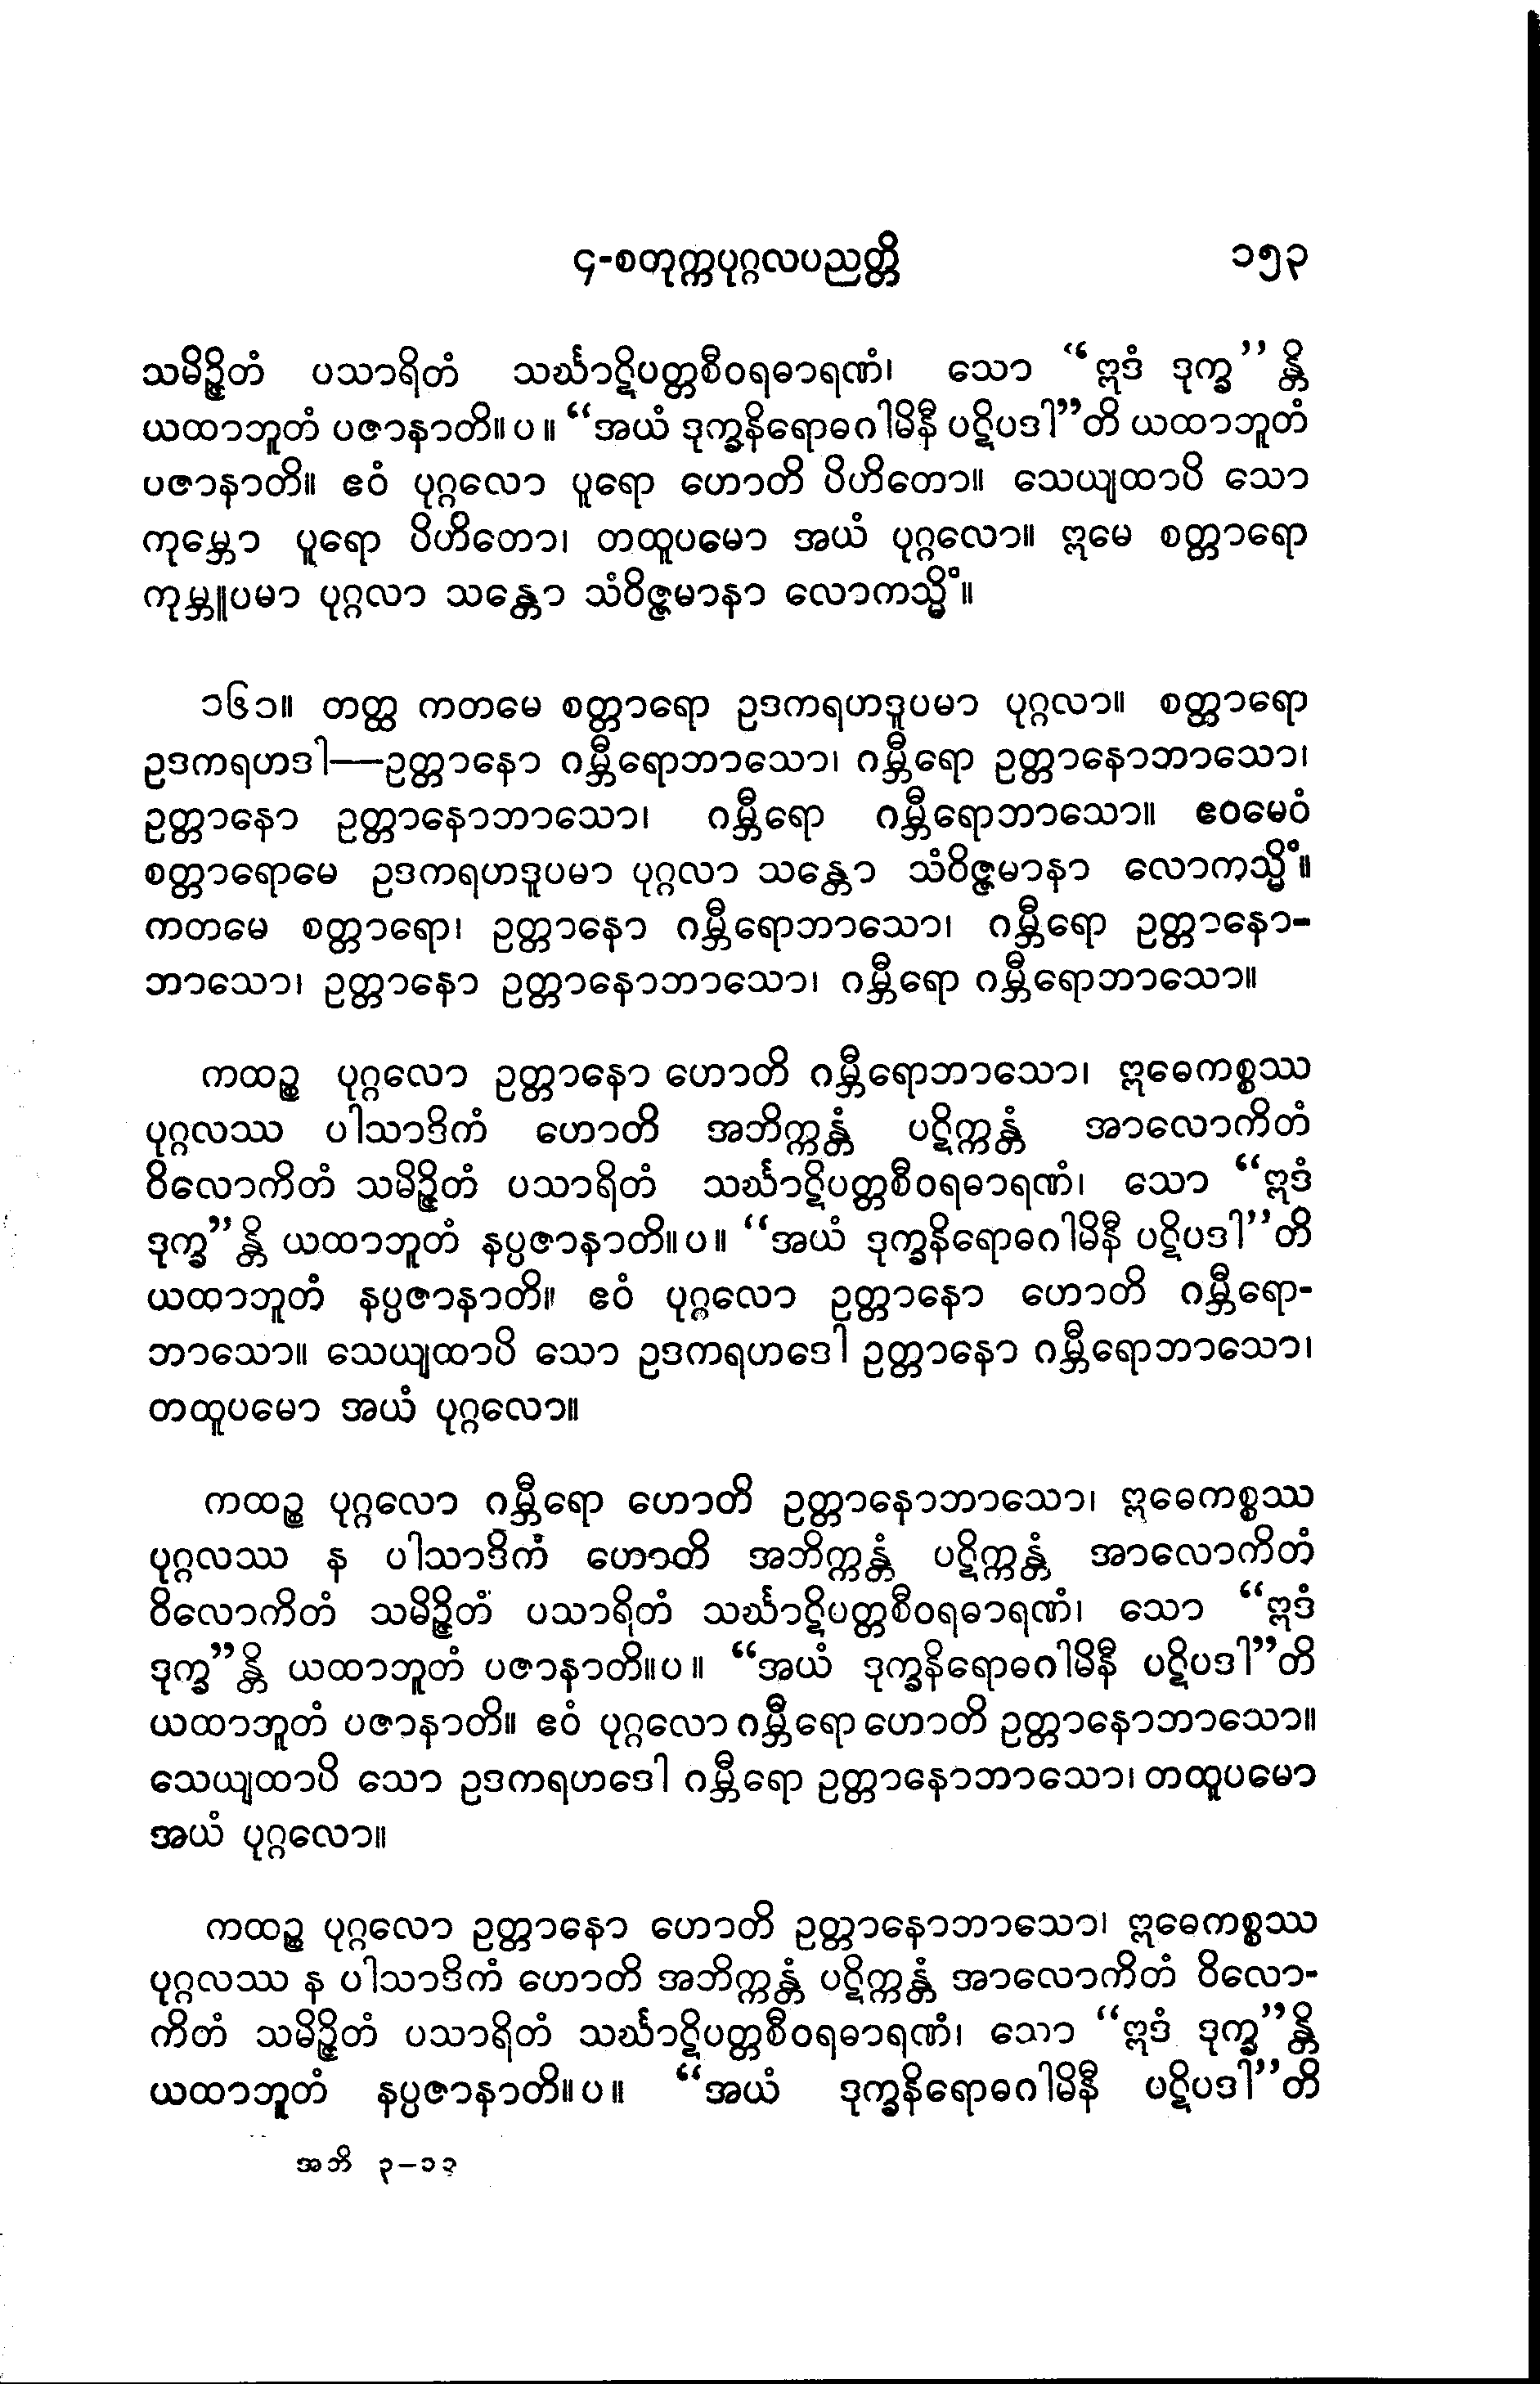 ၄-စတုက္ကပုဂ္ဂလပညတ္တိ ၁၅၃
သမိဉ္ဇိတံ ပသာရိတံ သင်္ဃာဋိပတ္တစီဝရဓာရဏံ၊ သော “ဣဒံ ဒုက္ခ”န္တိ
ယထာဘူတံ ပဇာနာတိ။ပ။ “အယံ ဒုက္ခနိရောဓဂါမိနီ ပဋိပဒါ”တိ ယထာဘူတံ
ပဇာနာတိ။ ဧဝံ ပုဂ္ဂလော ပူရော ဟောတိ ပိဟိတော။ သေယျထာပိ သော
ကုမ္ဘော ပူရော ပိဟိတော၊ တထူပမော အယံ ပုဂ္ဂလော။ ဣမေ စတ္တာရော
ကုမ္ဘူပမာ ပုဂ္ဂလာ သန္တော သံဝိဇ္ဇမာနာ လောကသ္မိံ။
၁၆၁။ တတ္ထ ကတမေ စတ္တာရော ဥဒကရဟဒူပမာ ပုဂ္ဂလာ။ စတ္တာရော
ဥဒကရဟဒါ—ဥတ္တာနော ဂမ္ဘီရောဘာသော၊ ဂမ္ဘီရော ဥတ္တာနောဘာသော၊
ဥတ္တာနော ဥတ္တာနောဘာသော၊ ဂမ္ဘီရော ဂမ္ဘီရောဘာသော။ ဧဝမေဝံ
စတ္တာရောမေ ဥဒကရဟဒူပမာ ပုဂ္ဂလာ သန္တော သံဝိဇ္ဇမာနာ လောကသ္မိံ။
ကတမေ စတ္တာရော၊ ဥတ္တာနော ဂမ္ဘီရောဘာသော၊ ဂမ္ဘီရော ဥတ္တာနော-
ဘာသော၊ ဥတ္တာနော ဥတ္တာနောဘာသော၊ ဂမ္ဘီရော ဂမ္ဘီရောဘာသော။
ကထဉ္စ ပုဂ္ဂလော ဥတ္တာနော ဟောတိ ဂမ္ဘီရောဘာသော၊ ဣဓေကစ္စဿ
ပုဂ္ဂလဿ ပါသာဒိကံ ဟောတိ အဘိက္ကန္တံ ပဋိက္ကန္တံ အာလောကိတံ
ဝိလောကိတံ သမိဉ္ဇိတံ ပသာရိတံ သင်္ဃာဋိပတ္တစီဝရဓာရဏံ၊ သော “ဣဒံ
ဒုက္ခ”န္တိ ယထာဘူတံ နပ္ပဇာနာတိ။ပ။ “အယံ ဒုက္ခနိရောဓဂါမိနီ ပဋိပဒါ”တိ
ယထာဘူတံ နပ္ပဇာနာတိ။ ဧဝံ ပုဂ္ဂလော ဥတ္တာနော ဟောတိ ဂမ္ဘီရော-
ဘာသော။ သေယျထာပိ သော ဥဒကရဟဒေါ ဥတ္တာနော ဂမ္ဘီရောဘာသော၊
တထူပမော အယံ ပုဂ္ဂလော။
ကထဉ္စ ပုဂ္ဂလော ဂမ္ဘီရော ဟောတိ ဥတ္တာနောဘာသော၊ ဣဓေကစ္စဿ
ပုဂ္ဂလဿ န ပါသာဒိကံ ဟောတိ အဘိက္ကန္တံ ပဋိက္ကန္တံ အာလောကိတံ
ဝိလောကိတံ သမိဉ္ဇိတံ ပသာရိတံ သင်္ဃာဋိပတ္တစီဝရဓာရဏံ၊ သော “ဣဒံ
ဒုက္ခ”န္တိ ယထာဘူတံ ပဇာနာတိ။ပ။ “အယံ ဒုက္ခနိရောဓဂါမိနီ ပဋိပဒါ”တိ
ယထာဘူတံ ပဇာနာတိ။ ဧဝံ ပုဂ္ဂလော ဂမ္ဘီရော ဟောတိ ဥတ္တာနောဘာသော။
သေယျထာပိ သော ဥဒကရဟဒေါ ဂမ္ဘီရော ဥတ္တာနောဘာသော၊ တထူပမော
အယံ ပုဂ္ဂလော။
ကထဉ္စ ပုဂ္ဂလော ဥတ္တာနော ဟောတိ ဥတ္တာနောဘာသော၊ ဣဓေကစ္စဿ
ပုဂ္ဂလဿ န ပါသာဒိကံ ဟောတိ အဘိက္ကန္တံ ပဋိက္ကန္တံ အာလောကိတံ ဝိလော-
ကိတံ သမိဉ္ဇိတံ ပသာရိတံ သင်္ဃာဋိပတ္တစီဝရဓာရဏံ၊ သော “ဣဒံ ဒုက္ခ”န္တိ
ယထာဘူတံ နပ္ပဇာနာတိ။ပ။ “အယံ ဒုက္ခနိရောဓဂါမိနီ ပဋိပဒါ”တိ
အဘိ ၃–၁၃